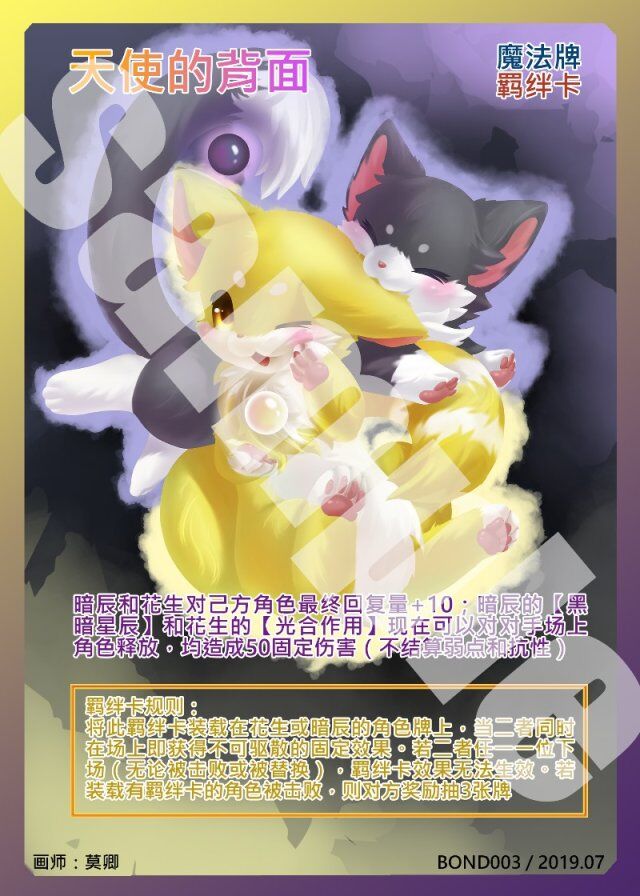 天使的背面
魔法牌
羁绊卡
Sample
暗辰和花生对己方角色最终回复量+10；暗辰的【黑
暗星辰】和花生的【光合作用】现在可以对对手场上
角色释放，均造成50固定伤害（不结算弱点和抗性）
羁绊卡规则：
将此羁绊卡装载在花生或暗辰的角色牌上，当二者同时
在场上即获得不可驱散的固定效果。若二者任一一位下
场（无论被击败或被替换），羁绊卡效果无法生效。若
装载有羁绊卡的角色被击败，则对方奖励抽3张牌
画师：莫卿
BOND003 / 2019.07